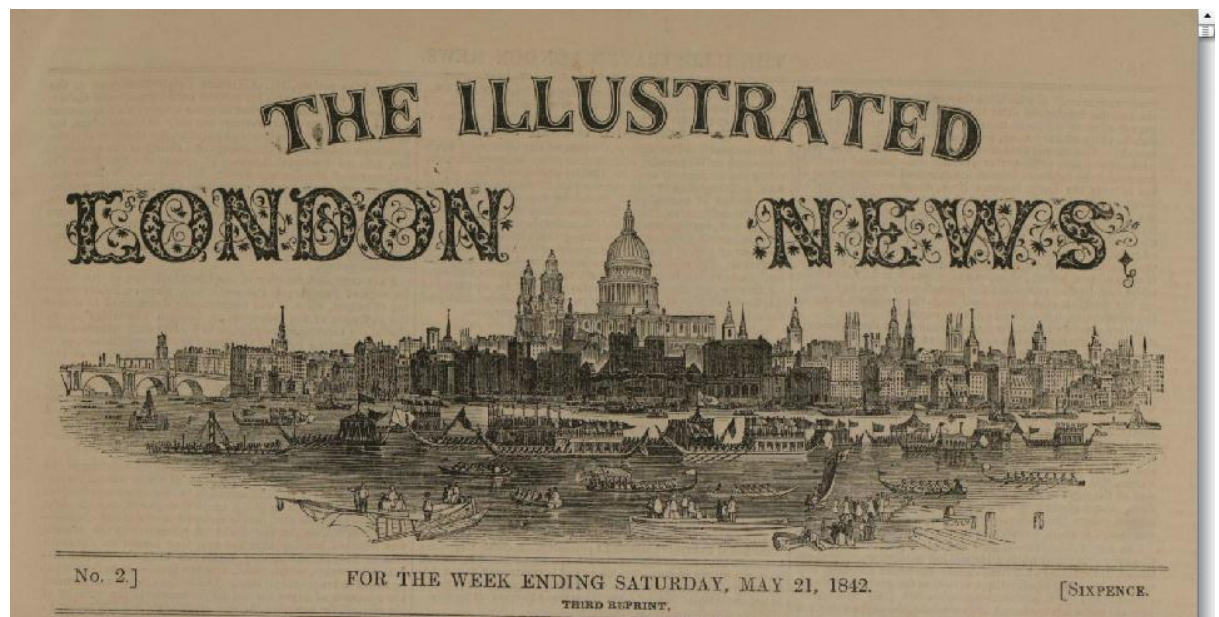 THE ILLUSTRATED
LONDON NEWS.
No. 2.] FOR THE WEEK ENDING SATURDAY, MAY 21, 1842. [SIXPENCE.
THIRD REPRINT.